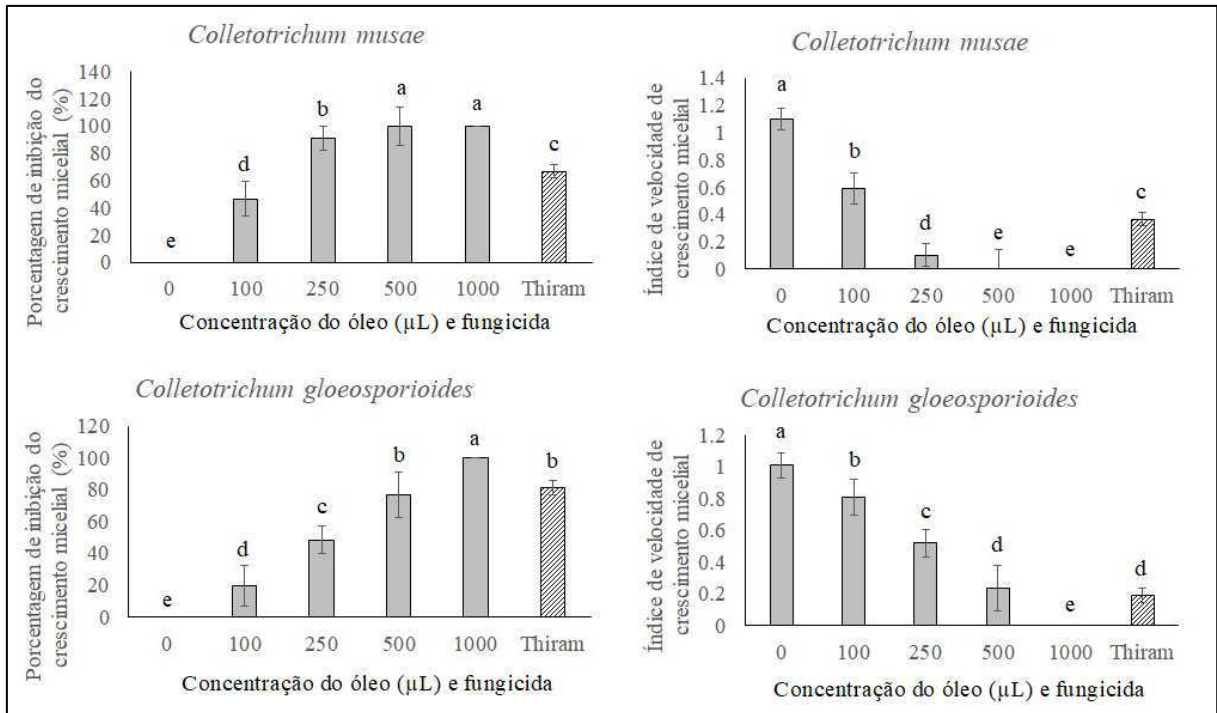 Colletotrichum musae
Porcentagem de inibição do
crescimento micelial (%)
140
120
100
80
60
40
20
0
e
d
b
a
a
c
0 100 250 500 1000 Thiram
Concentração do óleo (µL) e fungicida
Colletotrichum musae
Índice de velocidade de
crescimento micelial
1.4
1.2
1
0.8
0.6
0.4
0.2
0
a
b
d
e
e
c
0 100 250 500 1000 Thiram
Concentração do óleo (µL) e fungicida
Colletotrichum gloeosporioides
Porcentagem de inibição do
crescimento micelial (%)
120
100
80
60
40
20
0
e
d
c
b
a
b
0 100 250 500 1000 Thiram
Concentração do óleo (µL) e fungicida
Colletotrichum gloeosporioides
Índice de velocidade de
crescimento micelial
1.2
1
0.8
0.6
0.4
0.2
0
a
b
c
d
e
d
0 100 250 500 1000 Thiram
Concentração do óleo (µL) e fungicida